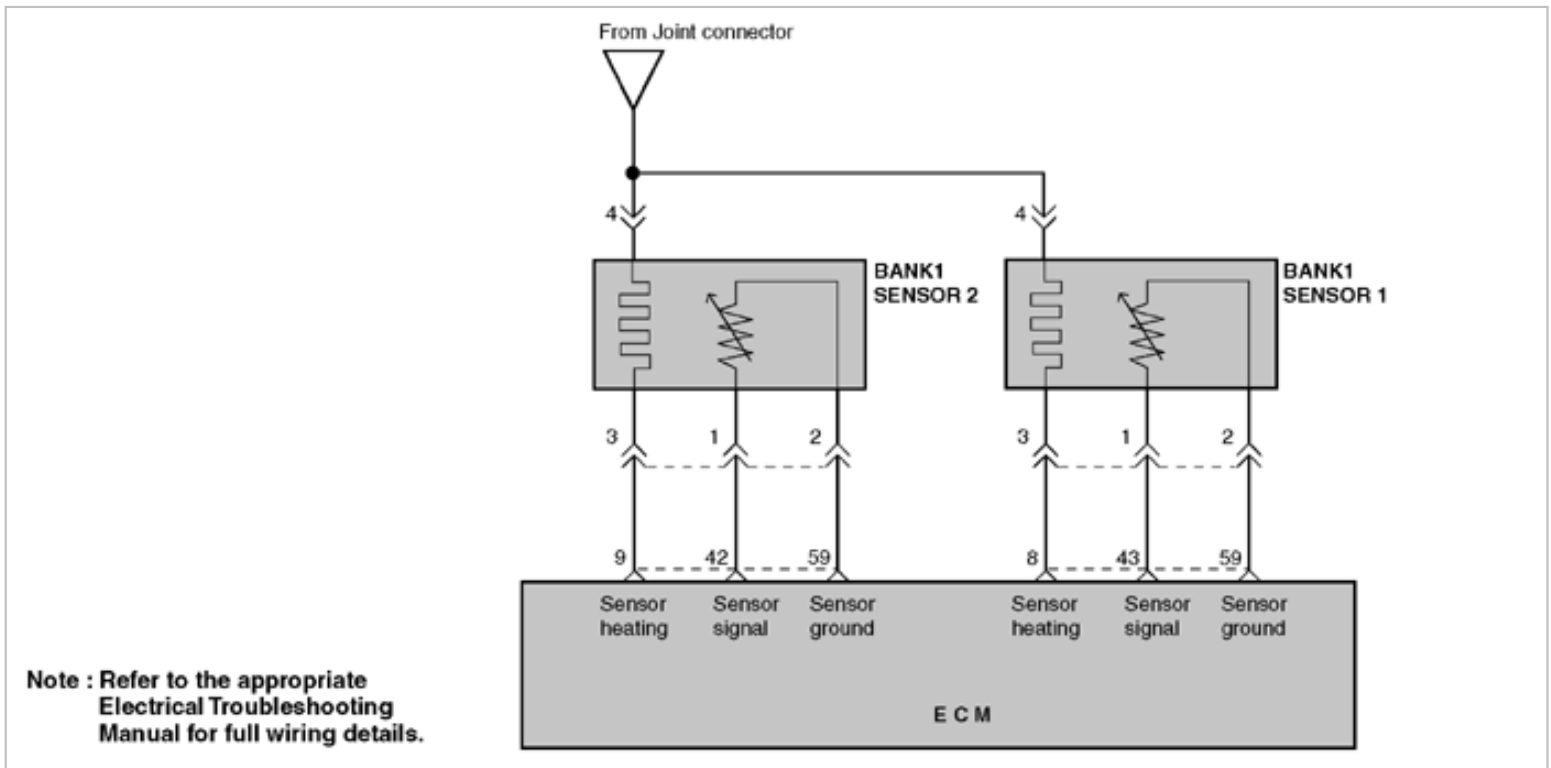 From Joint connector
4
4
BANK1
SENSOR 2
BANK1
SENSOR 1
3
1
2
3
1
2
9
42
59
8
43
59
Sensor
heating
Sensor
signal
Sensor
ground
Sensor
heating
Sensor
signal
Sensor
ground
Note : Refer to the appropriate
Electrical Troubleshooting
Manual for full wiring details.
E C M